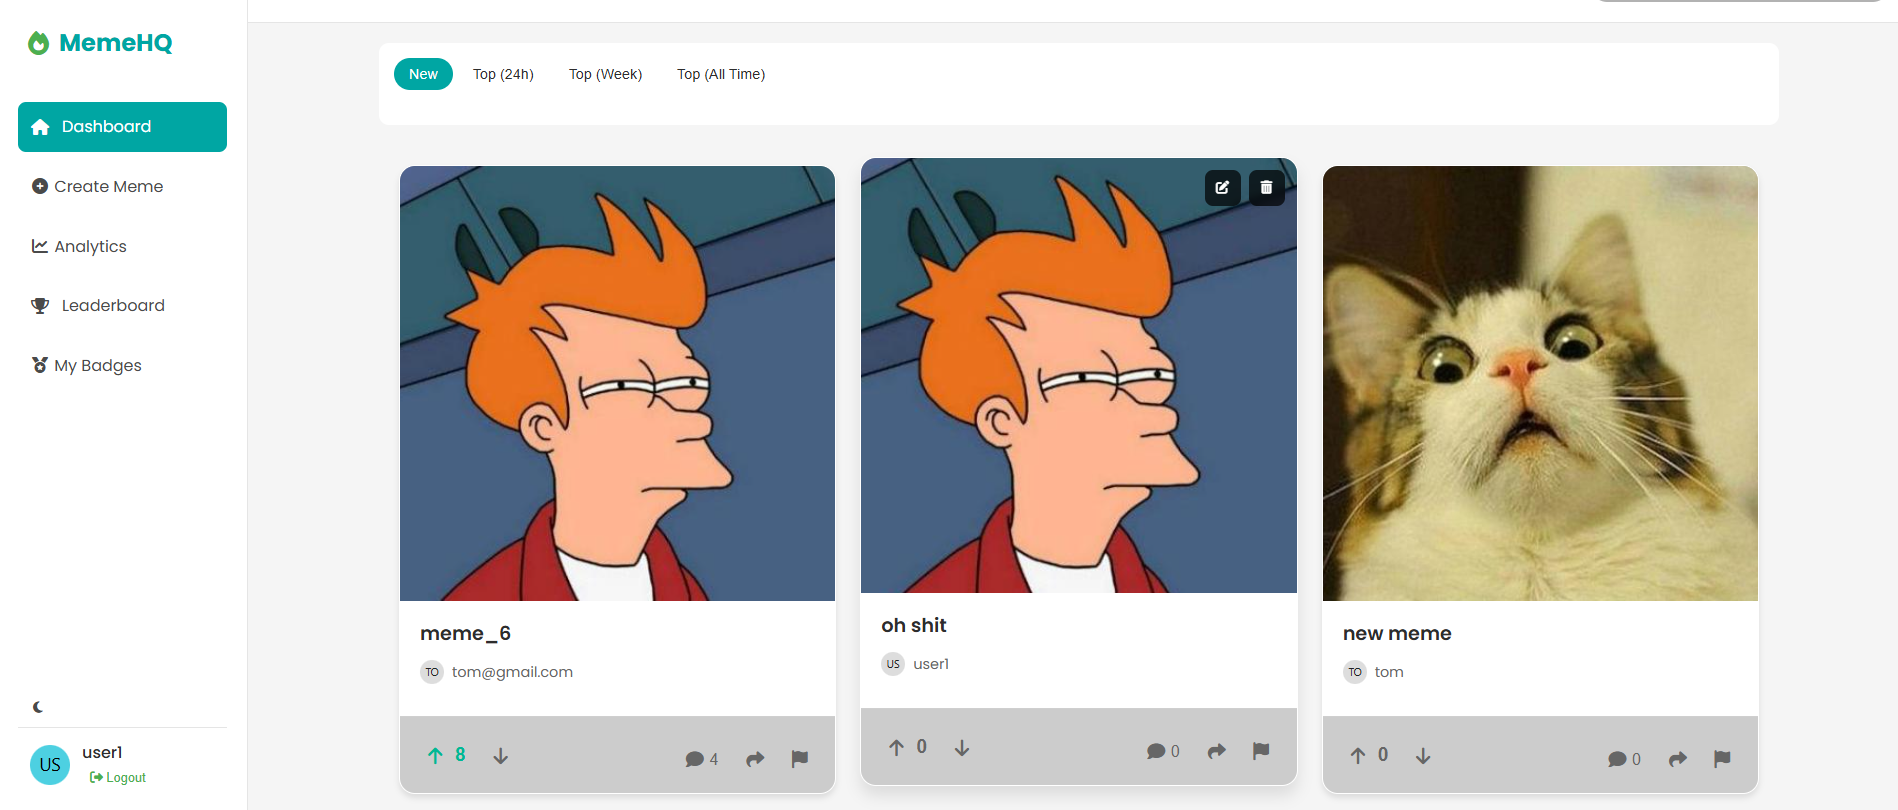 MemeHQ
Dashboard
Create Meme
Analytics
Leaderboard
My Badges
US
user1
Logout
New
Top (24h)
Top (Week)
Top (All Time)
meme_6
TO
tom@gmail.com
8
4
oh shit
US
user1
0
0
new meme
TO
tom
0
0